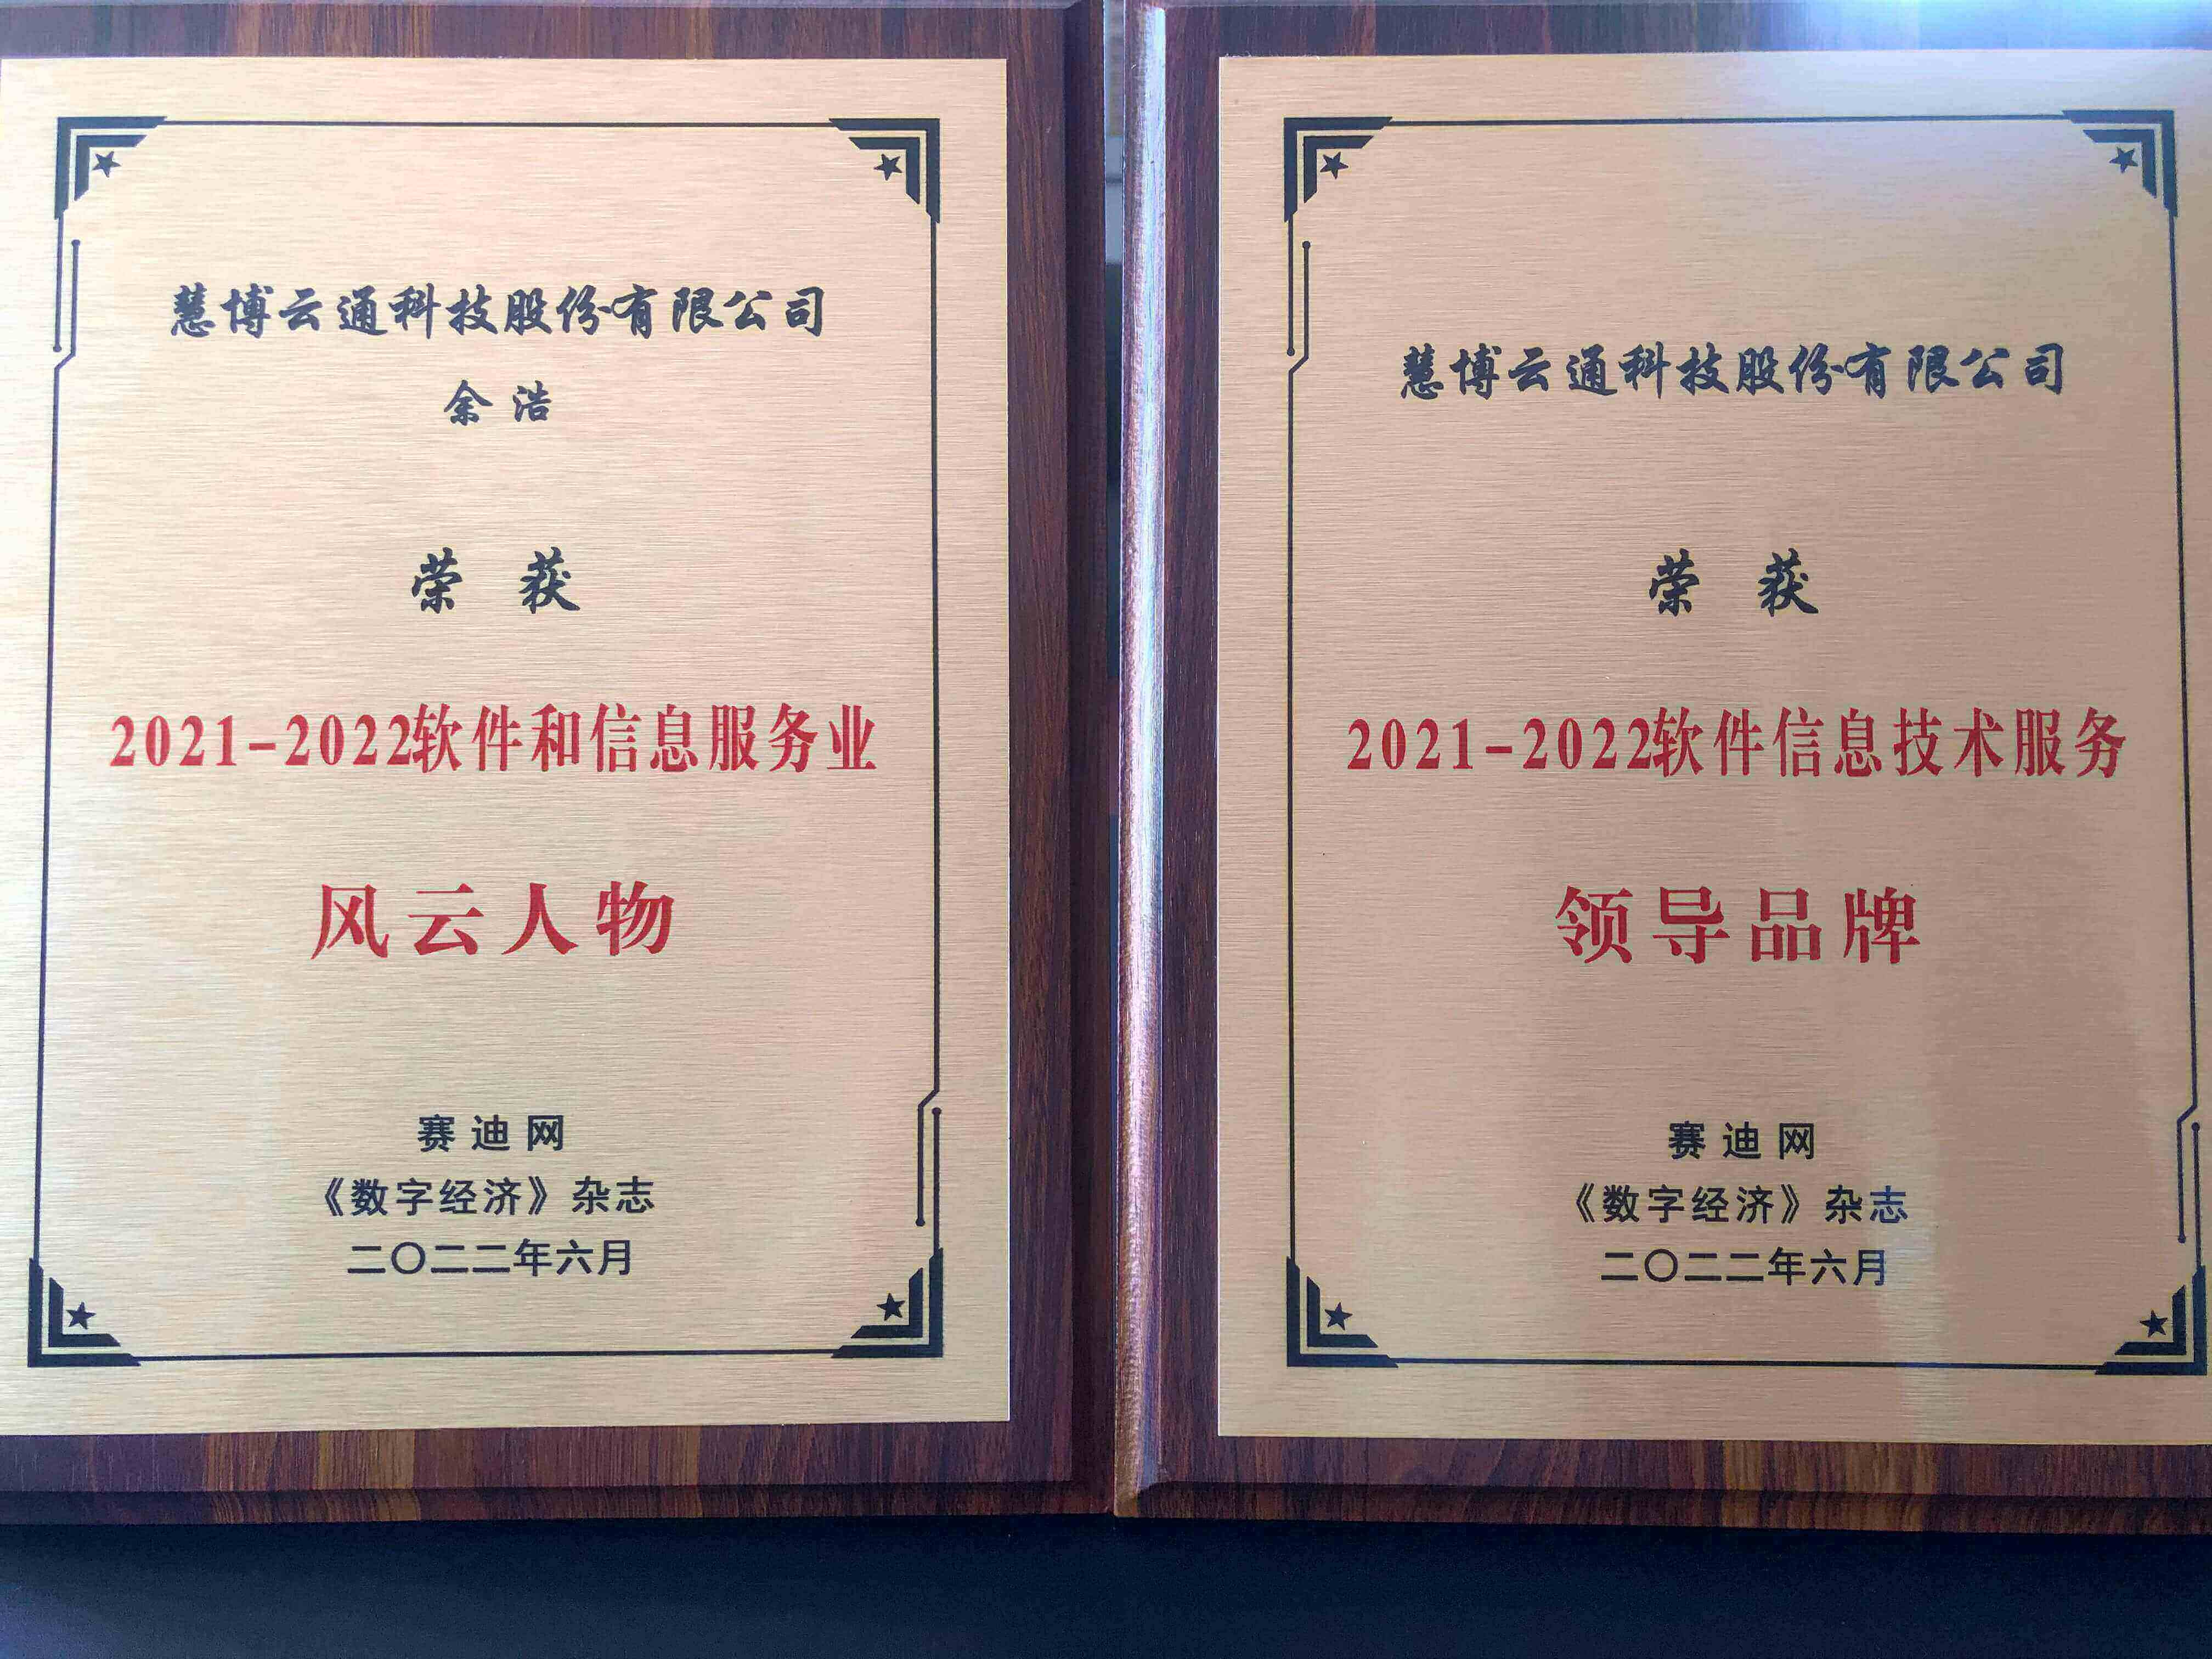 慧博云通科技股份有限公司
余浩
荣获
2021-2022软件和信息服务业
风云人物
赛迪网
《数字经济》杂志
二〇二二年六月
慧博云通科技股份有限公司
荣获
2021-2022软件信息技术服务
领导品牌
赛迪网
《数字经济》杂志
二〇二二年六月